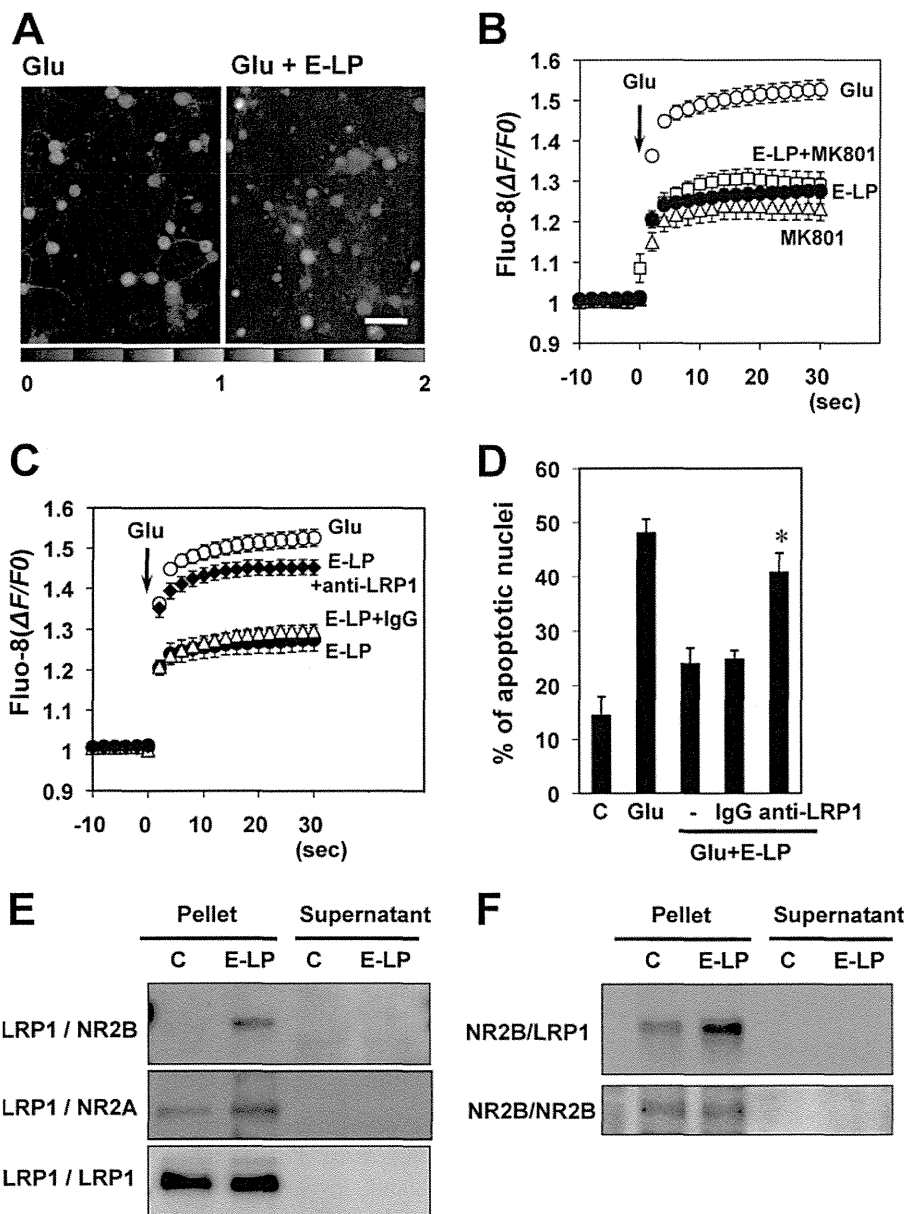 A
Glu
Glu + E-LP
0
1
2
B
Fluo-8(ΔF/F0)
1.6
1.5
1.4
1.3
1.2
1.1
1
0.9
Glu
Glu
E-LP+MK801
E-LP
MK801
-10
0
10
20
30
(sec)
C
Fluo-8(ΔF/F0)
1.6
1.5
1.4
1.3
1.2
1.1
1
0.9
Glu
Glu
E-LP
+anti-LRP1
E-LP+IgG
E-LP
-10
0
10
20
30
(sec)
D
% of apoptotic nuclei
60
50
40
30
20
10
0
*
C
Glu
-
IgG
anti-LRP1
Glu+E-LP
E
Pellet
Supernatant
C
E-LP
C
E-LP
LRP1 / NR2B
LRP1 / NR2A
LRP1 / LRP1
F
Pellet
Supernatant
C
E-LP
C
E-LP
NR2B/LRP1
NR2B/NR2B